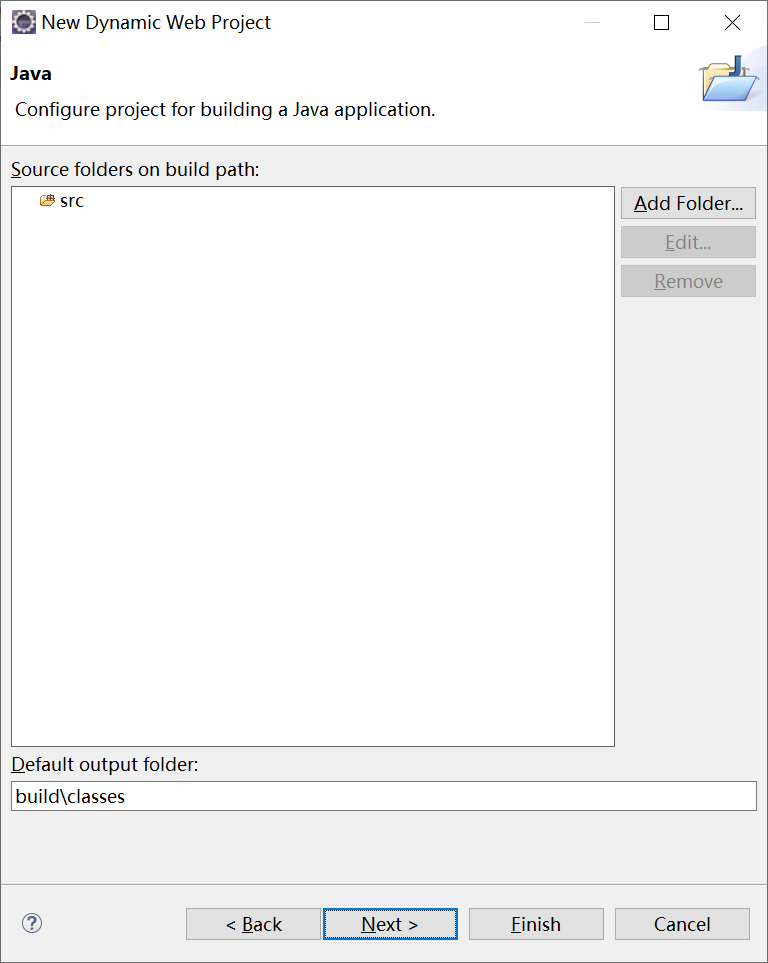 New Dynamic Web Project
Java
Configure project for building a Java application.
Source folders on build path:
src
Add Folder...
Edit...
Remove
Default output folder:
build\classes
?
< Back
Next >
Finish
Cancel